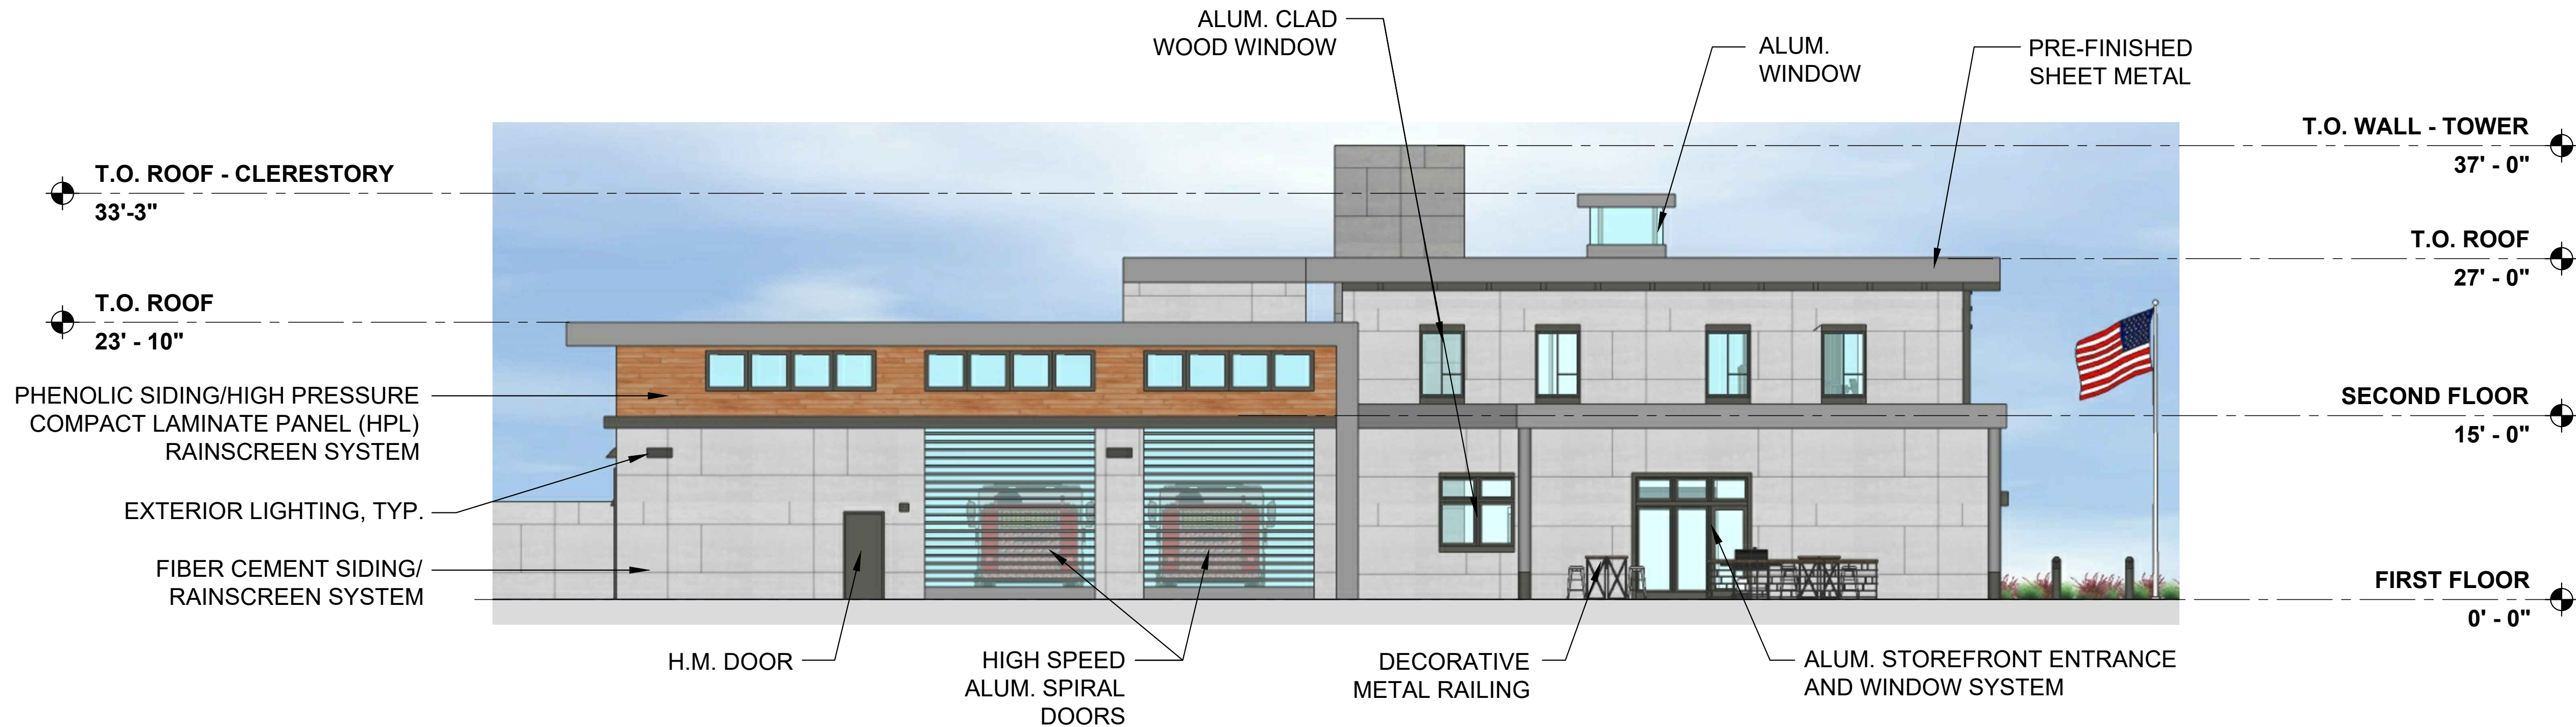 ALUM. CLAD
WOOD WINDOW
ALUM.
WINDOW
PRE-FINISHED
SHEET METAL
T.O. ROOF - CLERESTORY
33'-3"
T.O. ROOF
23' - 10"
PHENOLIC SIDING/HIGH PRESSURE
COMPACT LAMINATE PANEL (HPL)
RAINSCREEN SYSTEM
EXTERIOR LIGHTING, TYP.
FIBER CEMENT SIDING/
RAINSCREEN SYSTEM
T.O. WALL - TOWER
37' - 0"
T.O. ROOF
27' - 0"
SECOND FLOOR
15' - 0"
FIRST FLOOR
0' - 0"
H.M. DOOR
HIGH SPEED
ALUM. SPIRAL
DOORS
DECORATIVE
METAL RAILING
ALUM. STOREFRONT ENTRANCE
AND WINDOW SYSTEM